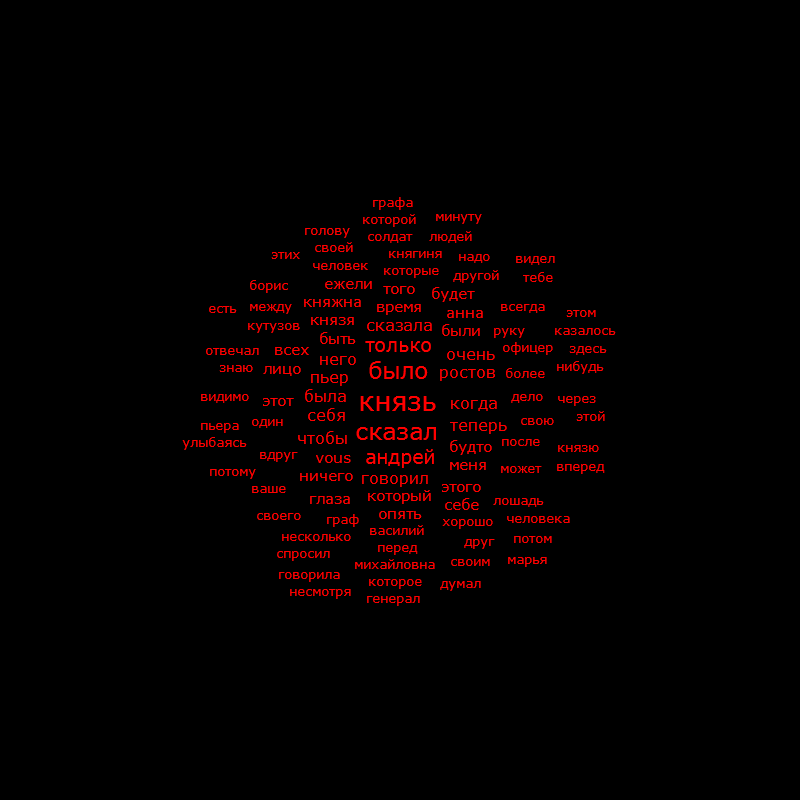 графа
которой минуту
голову солдат людей
этих своей княгиня надо видел
человек которые другой тебе
борис ежели того будет
есть между княжна время анна всегда этом
кутузов князя сказала были руку казалось
отвечал всех быть только очень офицер здесь
знаю лицо него было ростов более нибудь
пьер
видимо этот была князь когда дело через
пьера один себя теперь свою этой
улыбаясь чтобы сказал будто после князю
вдруг vous андрей меня может вперед
потому ничего говорил
ваше глаза который этого лошадь
своего граф опять себе хорошо человека
несколько василий друг потом
спросил перед своим марья
михайловна
говорила которое думал
несмотря генерал